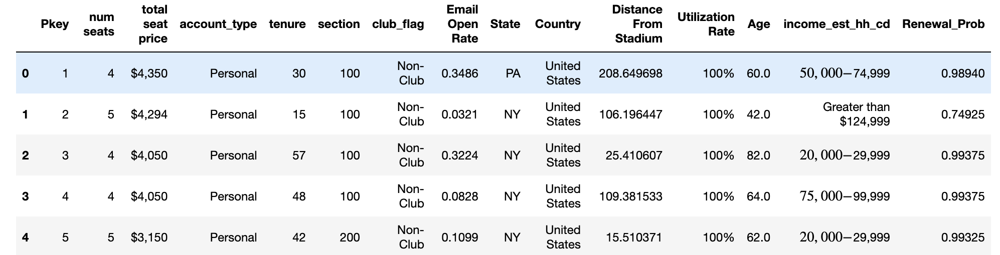 Pkey num seats total seat price account_type tenure section club_flag Email Open Rate State Country Distance From Stadium Utilization Rate Age income_est_hh_cd Renewal_Prob
0 1 4 $4,350 Personal 30 100 Non-Club 0.3486 PA United States 208.649698 100% 60.0 50,000−74,999 0.98940
1 2 5 $4,294 Personal 15 100 Non-Club 0.0321 NY United States 106.196447 100% 42.0 Greater than $124,999 0.74925
2 3 4 $4,050 Personal 57 100 Non-Club 0.3224 NY United States 25.410607 100% 82.0 20,000−29,999 0.99375
3 4 4 $4,050 Personal 48 100 Non-Club 0.0828 NY United States 109.381533 100% 64.0 75,000−99,999 0.99375
4 5 5 $3,150 Personal 42 200 Non-Club 0.1099 NY United States 15.510371 100% 62.0 20,000−29,999 0.99325